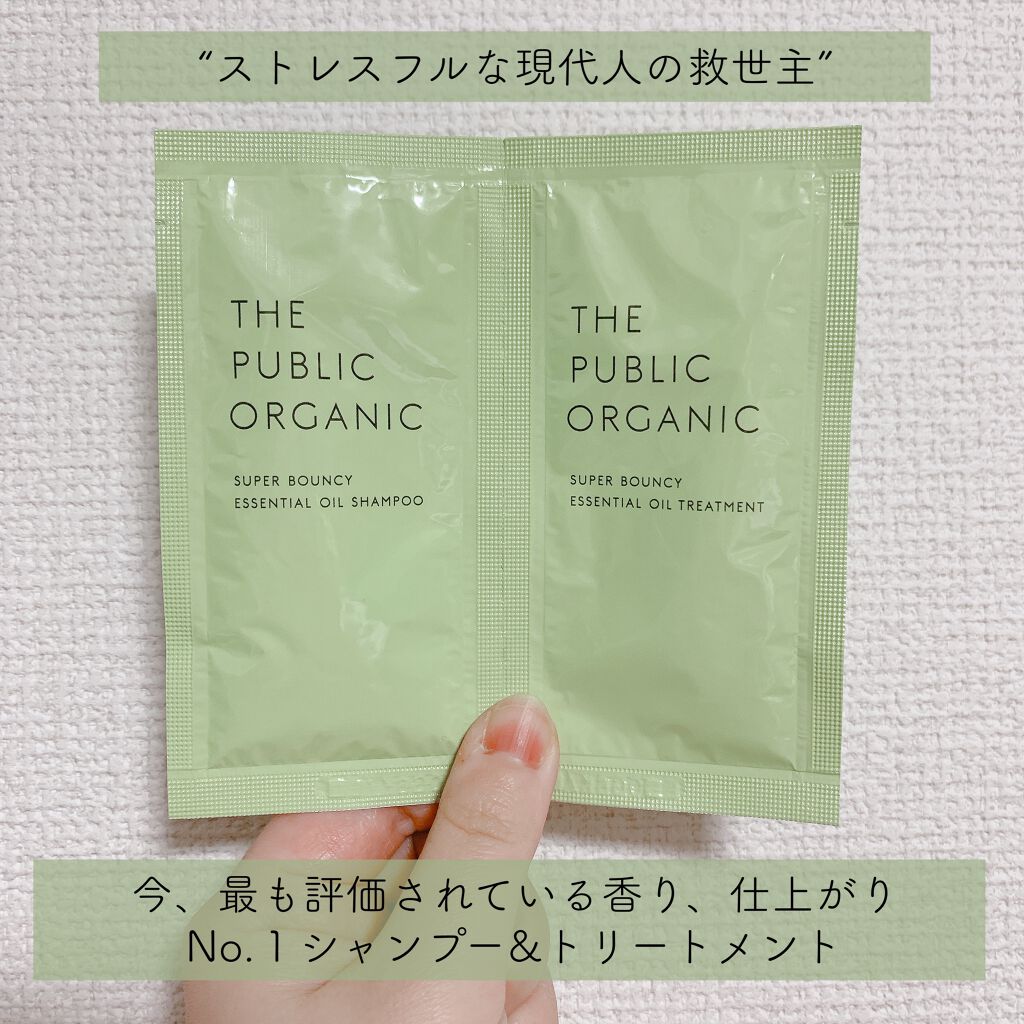 “ストレスフルな現代人の救世主”
THE
PUBLIC
ORGANIC
SUPER BOUNCY
ESSENTIAL OIL SHAMPOO
THE
PUBLIC
ORGANIC
SUPER BOUNCY
ESSENTIAL OIL TREATMENT
今、最も評価されている香り、仕上がり
No.1シャンプー&トリートメント